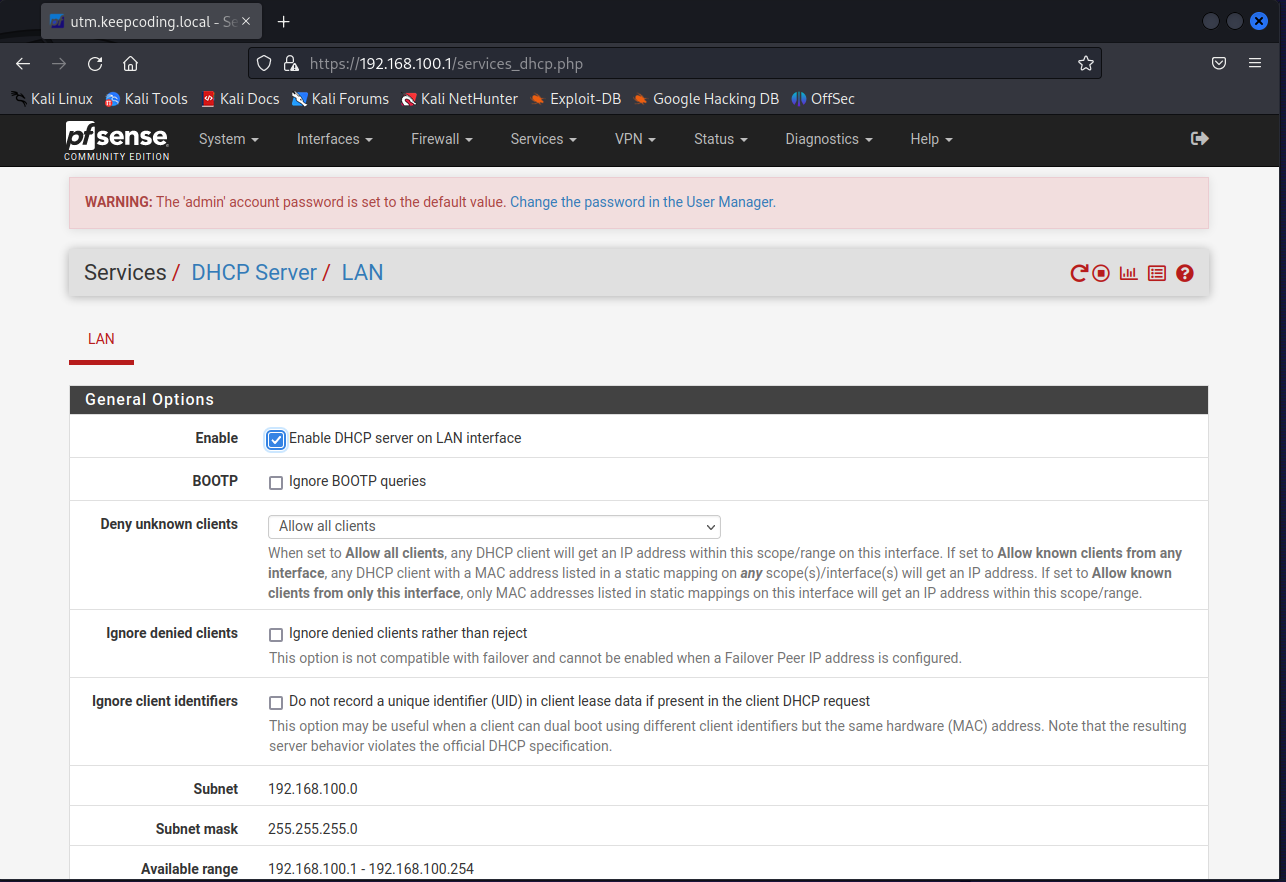 utm.keepcoding.local - Se
https://192.168.100.1/services_dhcp.php
Kali Linux Kali Tools Kali Docs Kali Forums Kali NetHunter Exploit-DB Google Hacking DB OffSec
pfsense System Interfaces Firewall Services VPN Status Diagnostics Help
COMMUNITY EDITION
WARNING: The 'admin' account password is set to the default value. Change the password in the User Manager.
Services / DHCP Server / LAN
LAN
General Options
Enable Enable DHCP server on LAN interface
BOOTP Ignore BOOTP queries
Deny unknown clients Allow all clients
When set to Allow all clients, any DHCP client will get an IP address within this scope/range on this interface. If set to Allow known clients from any
interface, any DHCP client with a MAC address listed in a static mapping on any scope(s)/interface(s) will get an IP address. If set to Allow known
clients from only this interface, only MAC addresses listed in static mappings on this interface will get an IP address within this scope/range.
Ignore denied clients Ignore denied clients rather than reject
This option is not compatible with failover and cannot be enabled when a Failover Peer IP address is configured.
Ignore client identifiers Do not record a unique identifier (UID) in client lease data if present in the client DHCP request
This option may be useful when a client can dual boot using different client identifiers but the same hardware (MAC) address. Note that the resulting
server behavior violates the official DHCP specification.
Subnet 192.168.100.0
Subnet mask 255.255.255.0
Available range 192.168.100.1 - 192.168.100.254